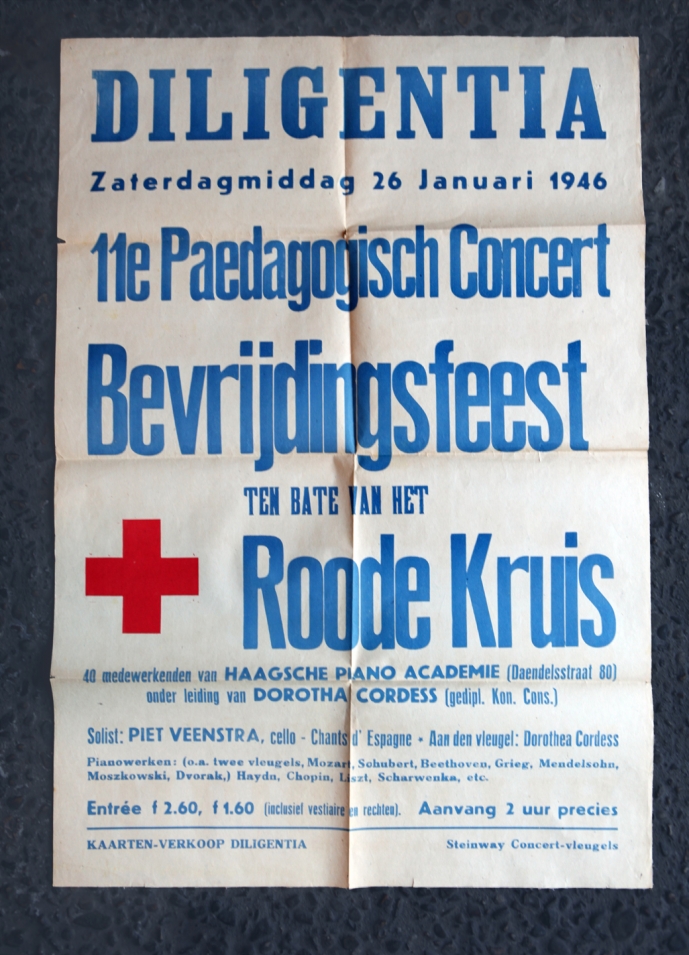 DILIGENTIA
Zaterdagmiddag 26 Januari 1946
11e Paedagogisch Concert
Bevrijdingsfeest
TEN BATE VAN HET
Roode Kruis
40 medewerkenden van HAAGSCHE PIANO ACADEMIE (Daendelsstraat 80)
onder leiding van DOROTHA CORDESS (gedipl. Kon. Cons.)
Solist: PIET VEENSTRA, cello - Chants d' Espagne • Aan den vleugel: Dorothea Cordess
Pianowerken: (o.a. twee vleugels, Mozart, Schubert, Beethoven, Grieg, Mendelsohn,
Moszkowski, Dvorak,) Haydn, Chopin, Liszt, Scharwenka, etc.
Entrée f 2.60, f 1.60 (inclusief vestiaire en rechten). Aanvang 2 uur precies
KAARTEN-VERKOOP DILIGENTIA Steinway Concert-vleugels